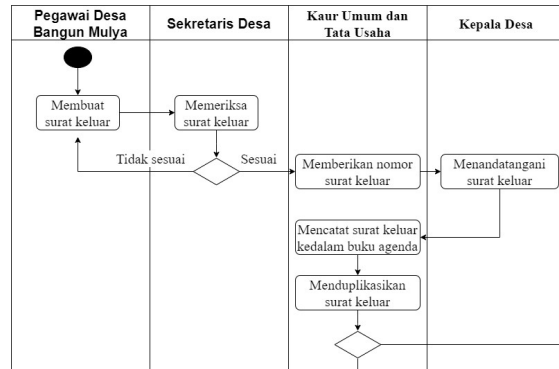 Pegawai Desa
Bangun Mulya
Sekretaris Desa
Kaur Umum dan
Tata Usaha
Kepala Desa
Membuat
surat keluar
Memeriksa
surat keluar
Tidak sesuai
Sesuai
Memberikan nomor
surat keluar
Menandatangani
surat keluar
Mencatat surat keluar
kedalam buku agenda
Menduplikasikan
surat keluar